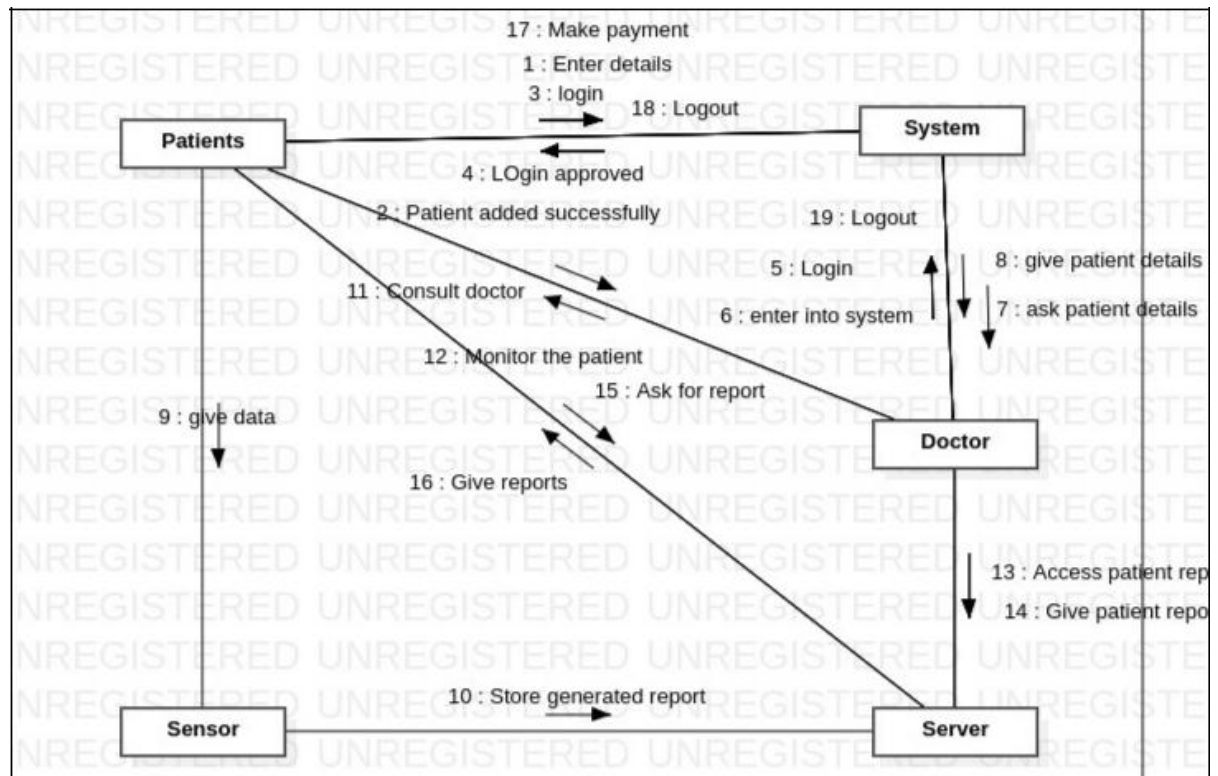 17 : Make payment
1 : Enter details
3 : login
18 : Logout
Patients
System
4 : LOgin approved
2 : Patient added successfully
19 : Logout
5 : Login
8 : give patient details
11 : Consult doctor
6 : enter into system
7 : ask patient details
12 : Monitor the patient
15 : Ask for report
9 : give data
Doctor
16 : Give reports
13 : Access patient rep
14 : Give patient repo
10 : Store generated report
Sensor
Server
UNREGISTERED